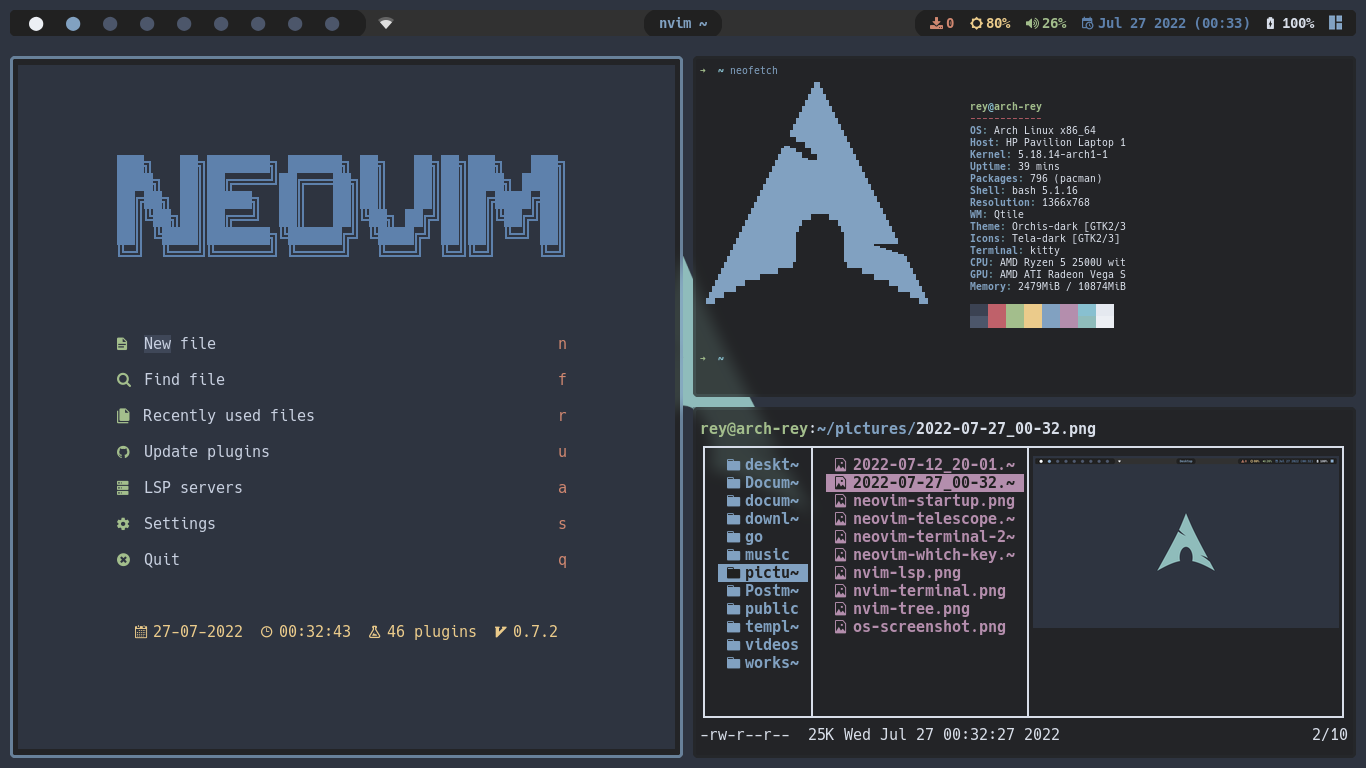 nvim ~
0 80% 26% Jul 27 2022 (00:33) 100%
NEOVIM
New file n
Find file f
Recently used files r
Update plugins u
LSP servers a
Settings s
Quit q
27-07-2022 00:32:43 46 plugins 0.7.2
→ ~ neofetch
rey@arch-rey
------------
OS: Arch Linux x86_64
Host: HP Pavilion Laptop 1
Kernel: 5.18.14-arch1-1
Uptime: 39 mins
Packages: 796 (pacman)
Shell: bash 5.1.16
Resolution: 1366x768
WM: Qtile
Theme: Orchis-dark [GTK2/3
Icons: Tela-dark [GTK2/3]
Terminal: kitty
CPU: AMD Ryzen 5 2500U wit
GPU: AMD ATI Radeon Vega S
Memory: 2479MiB / 10874MiB
→ ~
rey@arch-rey:~/pictures/2022-07-27_00-32.png
deskt~ 2022-07-12_20-01.~
Docum~ 2022-07-27_00-32.~
docum~ neovim-startup.png
downl~ neovim-telescope.~
go neovim-terminal-2~
music neovim-which-key.~
pictu~ nvim-lsp.png
Postm~ nvim-terminal.png
public nvim-tree.png
templ~ os-screenshot.png
videos
works~
-rw-r--r-- 25K Wed Jul 27 00:32:27 2022 2/10